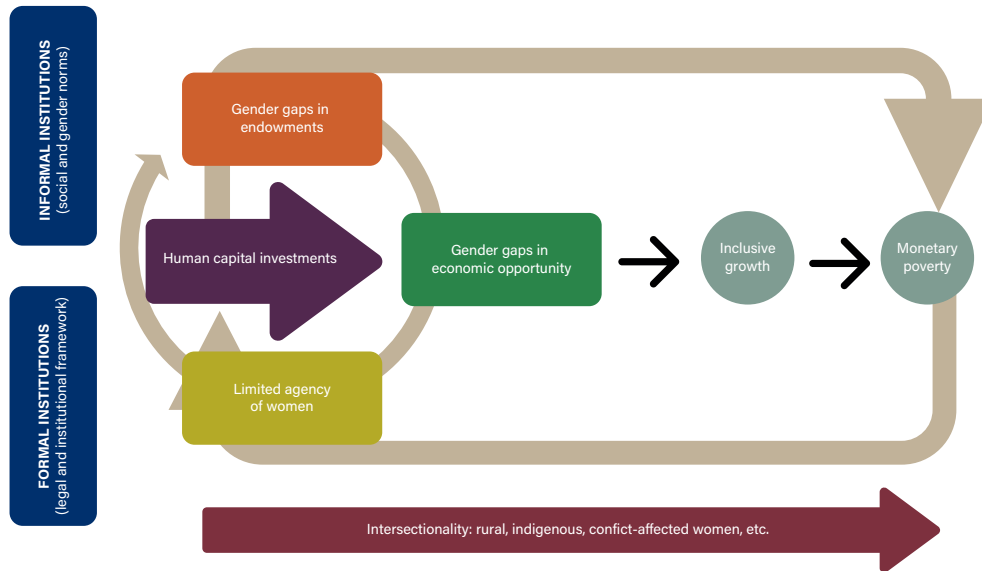 INFORMAL INSTITUTIONS
(social and gender norms)
FORMAL INSTITUTIONS
(legal and institutional framework)
Gender gaps in
endowments
Human capital investments
Gender gaps in
economic opportunity
Inclusive
growth
Monetary
poverty
Limited agency
of women
Intersectionality: rural, indigenous, confict-affected women, etc.